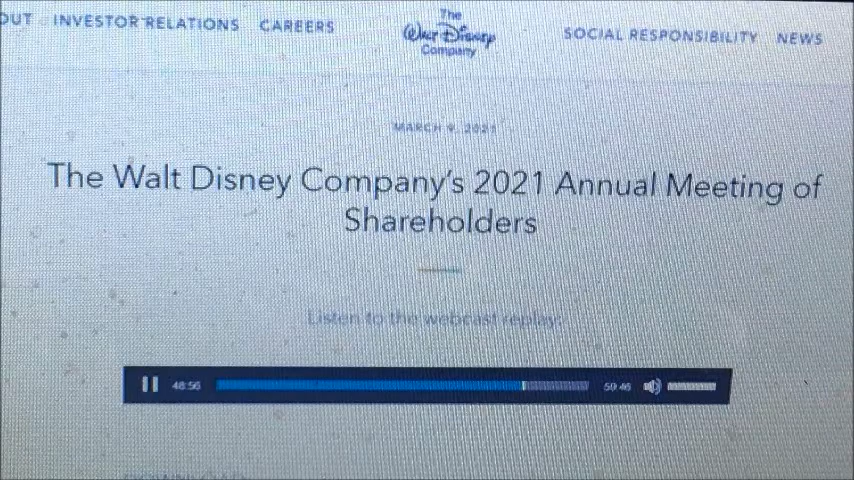 OUT INVESTOR RELATIONS CAREERS The Walt Disney Company SOCIAL RESPONSIBILITY NEWS
MARCH 9, 2021
The Walt Disney Company's 2021 Annual Meeting of
Shareholders
Listen to the webcast replay:
48:56 59:46